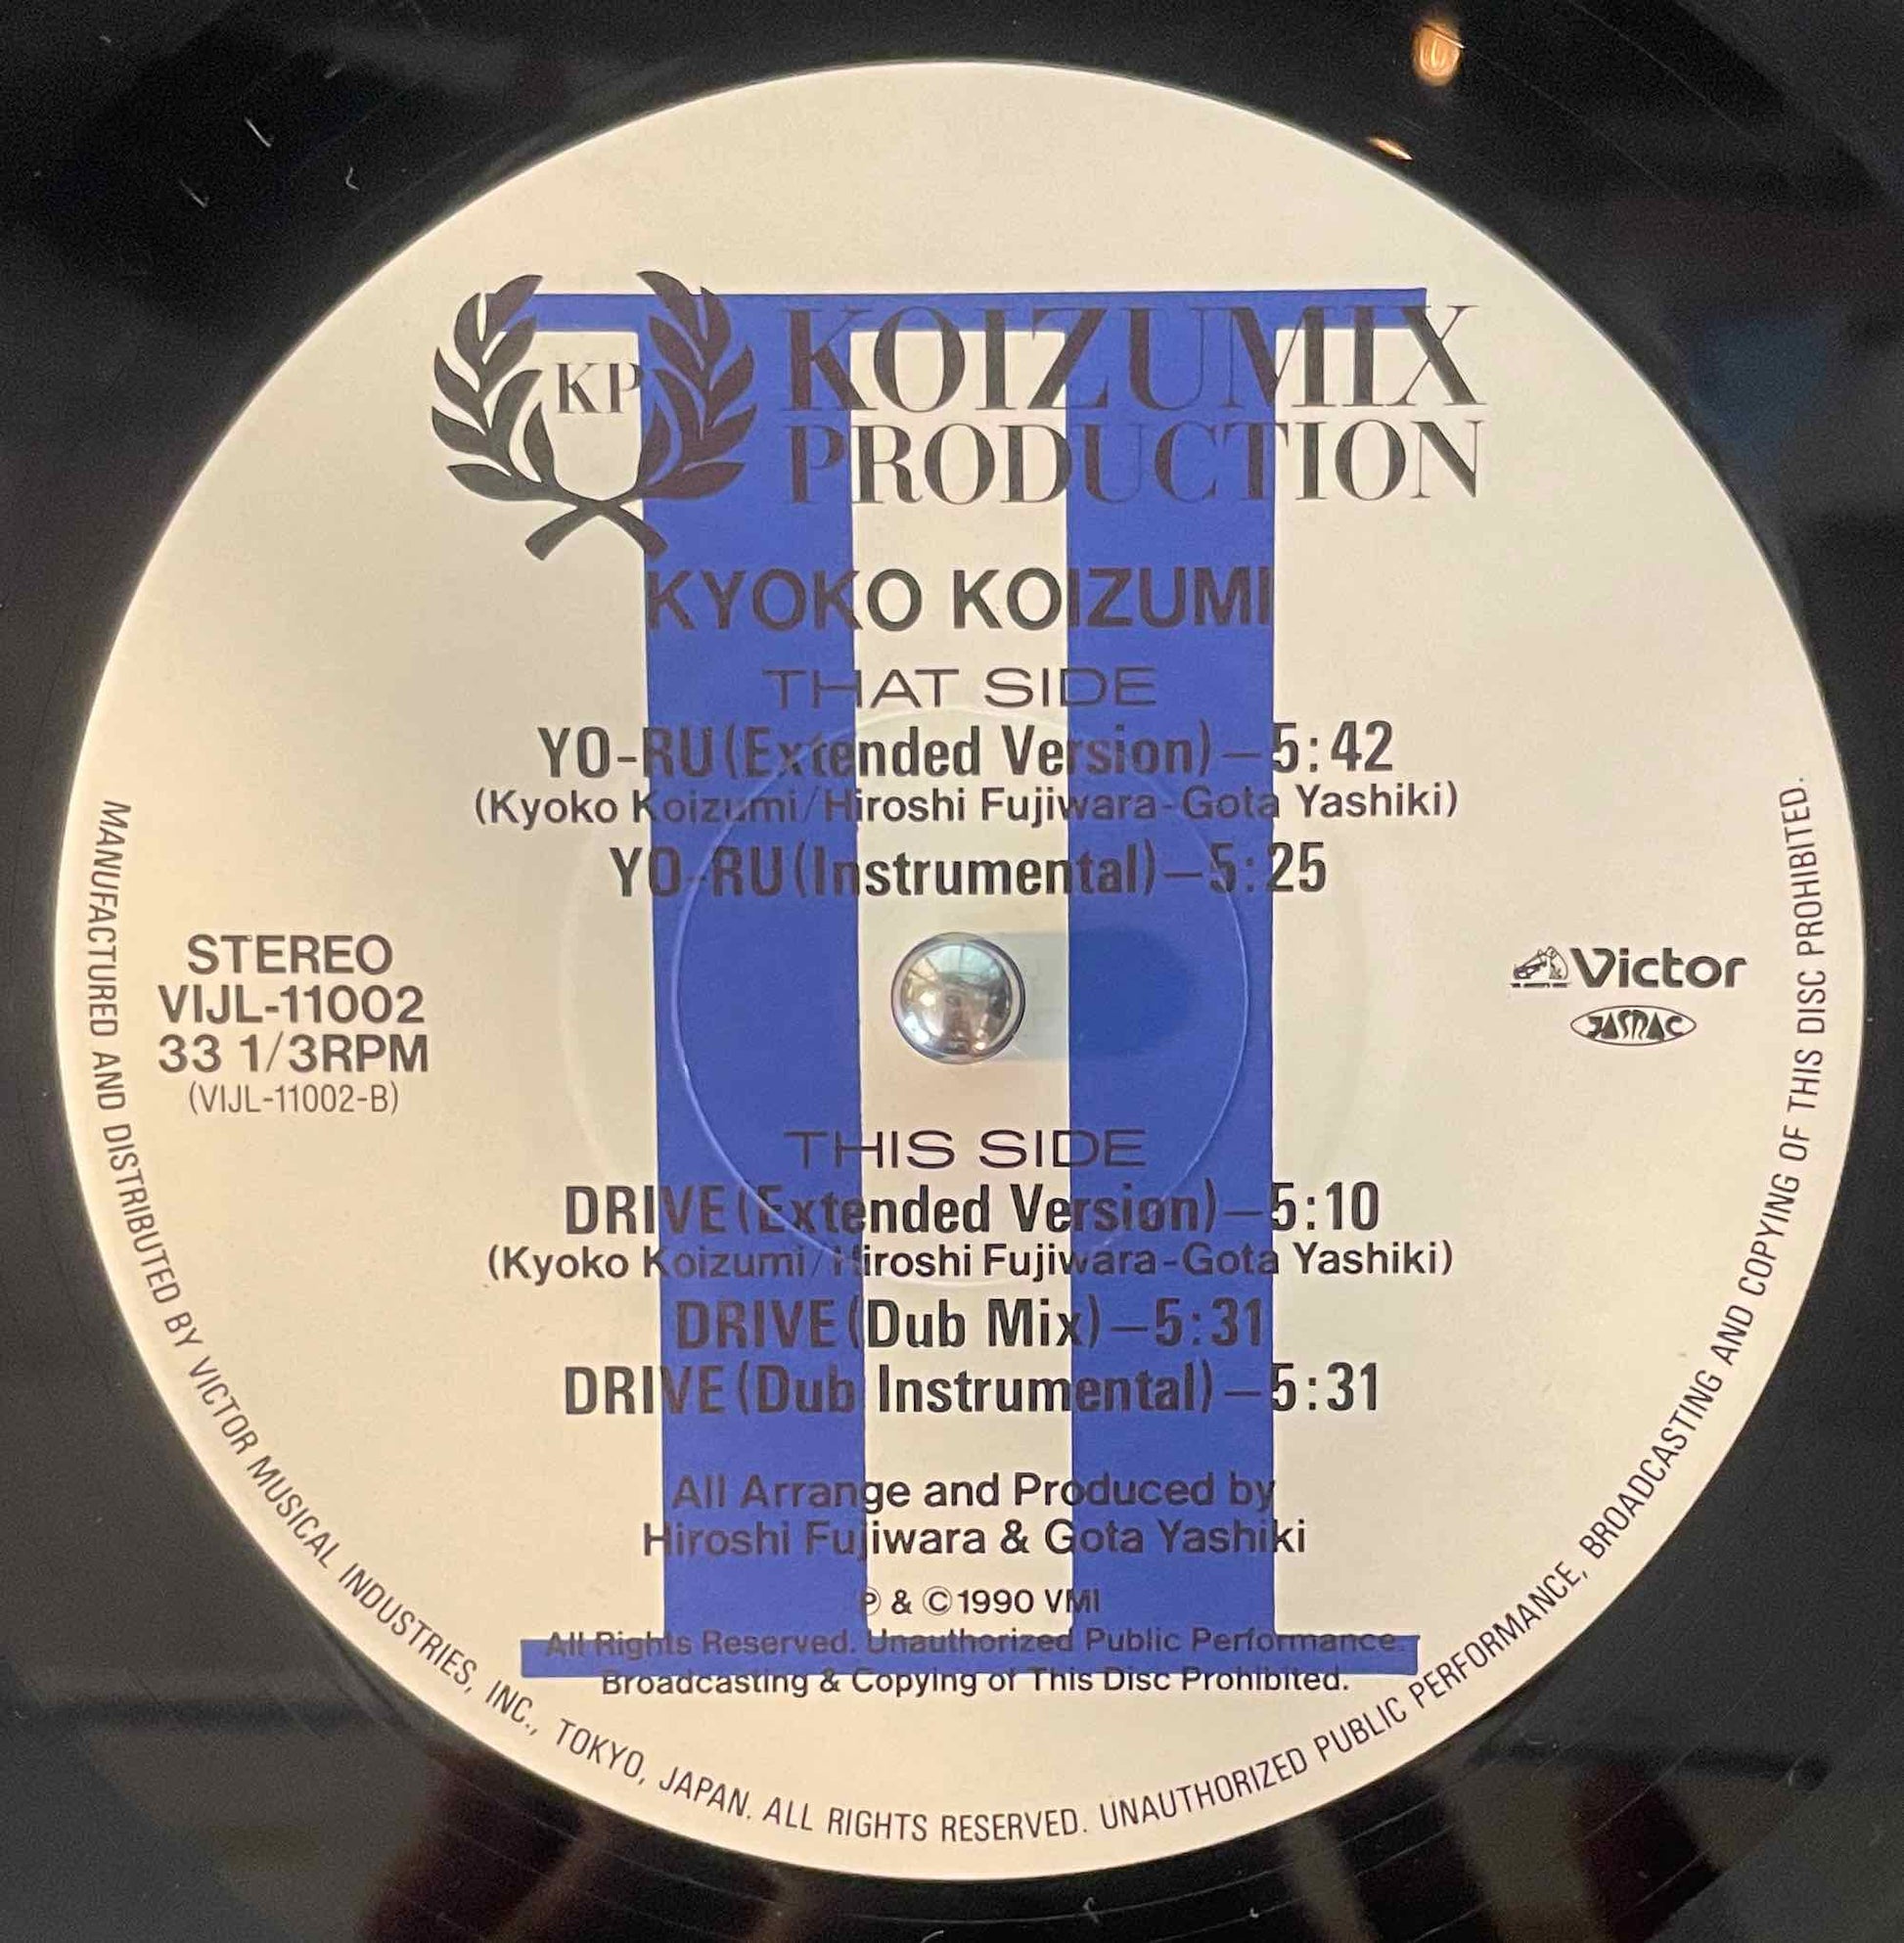 KP
KOIZUMIX
PRODUCTION
KYOKO KOIZUMI
THAT SIDE
YO-RU(Extended Version)—5:42
(Kyoko Koizumi/Hiroshi Fujiwara-Gota Yashiki)
YO-RU(Instrumental)—5:25
STEREO
VIJL-11002
33 1/3RPM
(VIJL-11002-B)
Victor
JASRAC
THIS SIDE
DRIVE(Extended Version)—5:10
(Kyoko Koizumi/Hiroshi Fujiwara-Gota Yashiki)
DRIVE(Dub Mix)—5:31
DRIVE(Dub Instrumental)—5:31
All Arrange and Produced by
Hiroshi Fujiwara & Gota Yashiki
℗ & ©1990 VMI
All Rights Reserved. Unauthorized Public Performance.
Broadcasting & Copying of This Disc Prohibited.
MANUFACTURED AND DISTRIBUTED BY VICTOR MUSICAL INDUSTRIES, INC., TOKYO, JAPAN. ALL RIGHTS RESERVED. UNAUTHORIZED PUBLIC PERFORMANCE, BROADCASTING AND COPYING OF THIS DISC PROHIBITED.